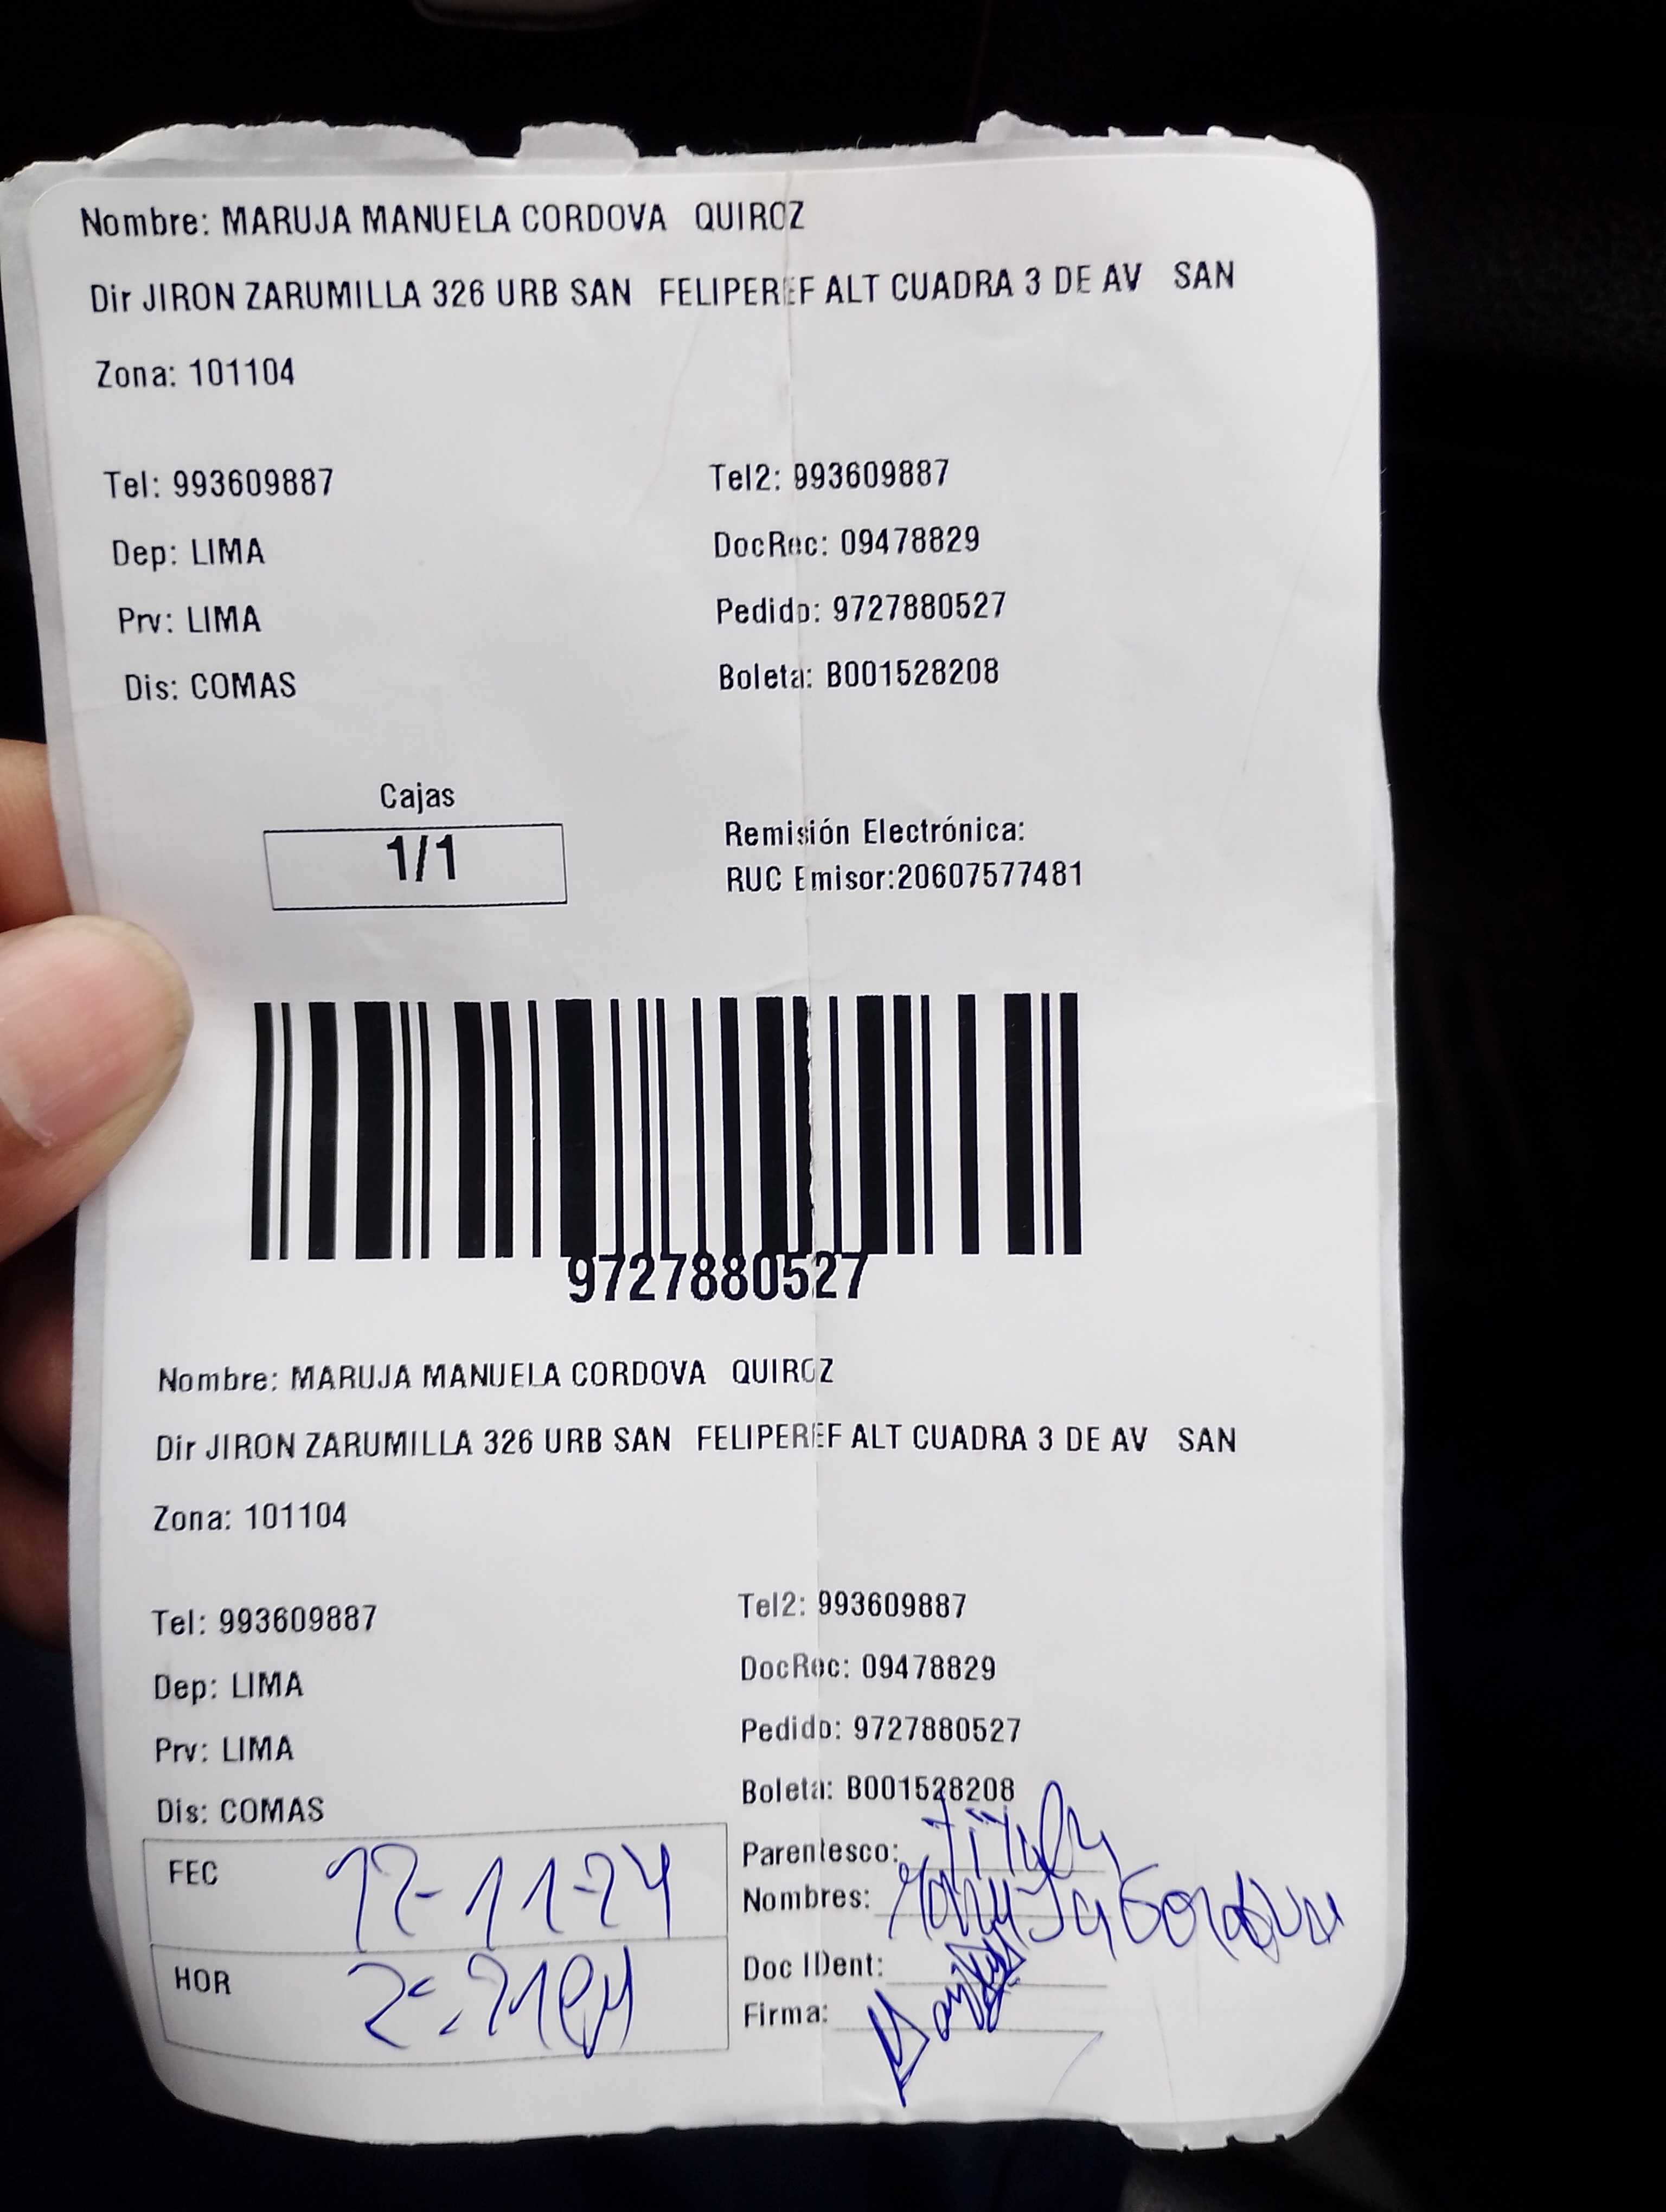 Nombre: MARUJA MANUELA CORDOVA QUIROZ
Dir JIRON ZARUMILLA 326 URB SAN FELIPEREF ALT CUADRA 3 DE AV SAN
Zona: 101104
Tel: 993609887 Tel2: 993609887
Dep: LIMA DocRec: 09478829
Prv: LIMA Pedido: 9727880527
Dis: COMAS Boleta: B001528208
Cajas
1/1
Remisión Electrónica:
RUC Emisor:20607577481
9727880527
Nombre: MARUJA MANUELA CORDOVA QUIROZ
Dir JIRON ZARUMILLA 326 URB SAN FELIPEREF ALT CUADRA 3 DE AV SAN
Zona: 101104
Tel: 993609887 Tel2: 993609887
Dep: LIMA DocRec: 09478829
Prv: LIMA Pedido: 9727880527
Dis: COMAS Boleta: B001528208
FEC
HOR
Parentesco:
Nombres: Maruja Cordova
Doc IDent:
Firma: